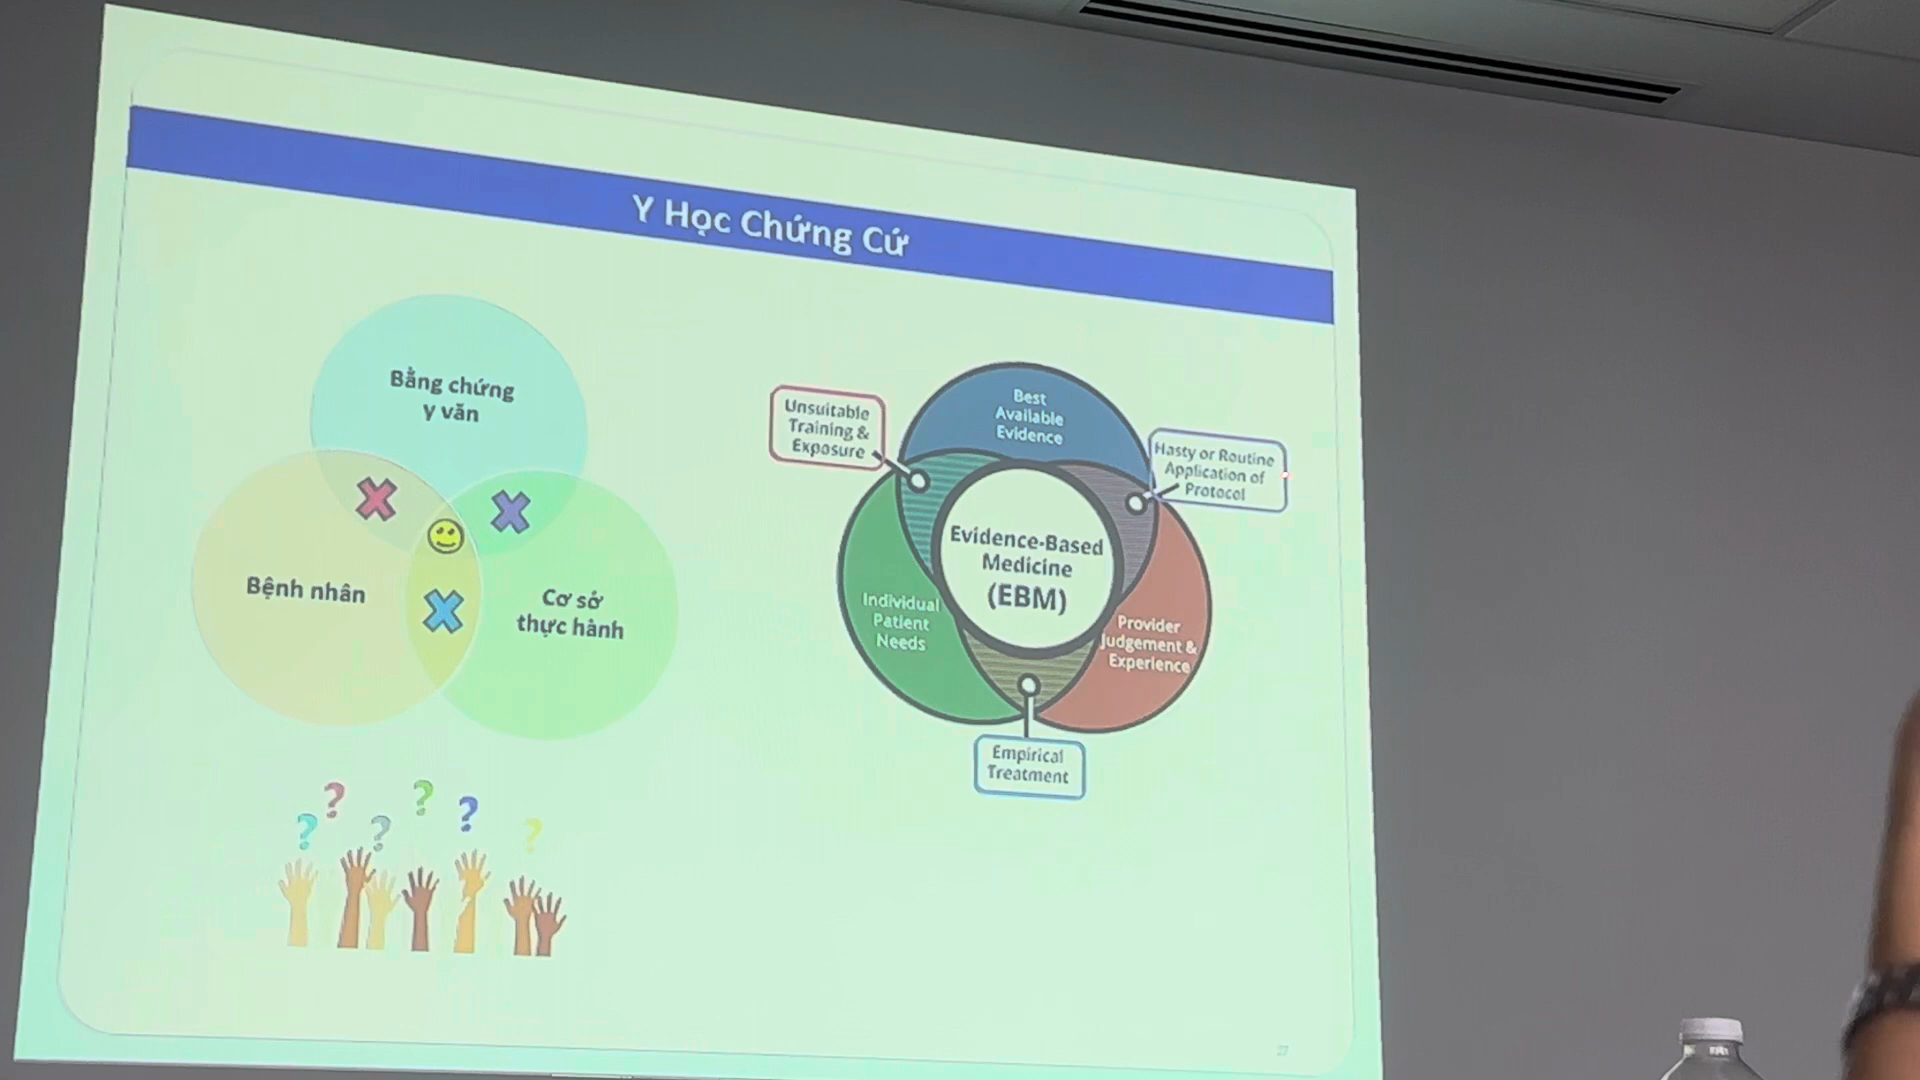 Y Học Chứng Cứ
Bằng chứng
y văn
Bệnh nhân
Cơ sở
thực hành
?
?
?
?
?
?
Unsuitable
Training &
Exposure
Best
Available
Evidence
Hasty or Routine
Application of
Protocol
Evidence-Based
Medicine
(EBM)
Individual
Patient
Needs
Provider
Judgement &
Experience
Empirical
Treatment
27